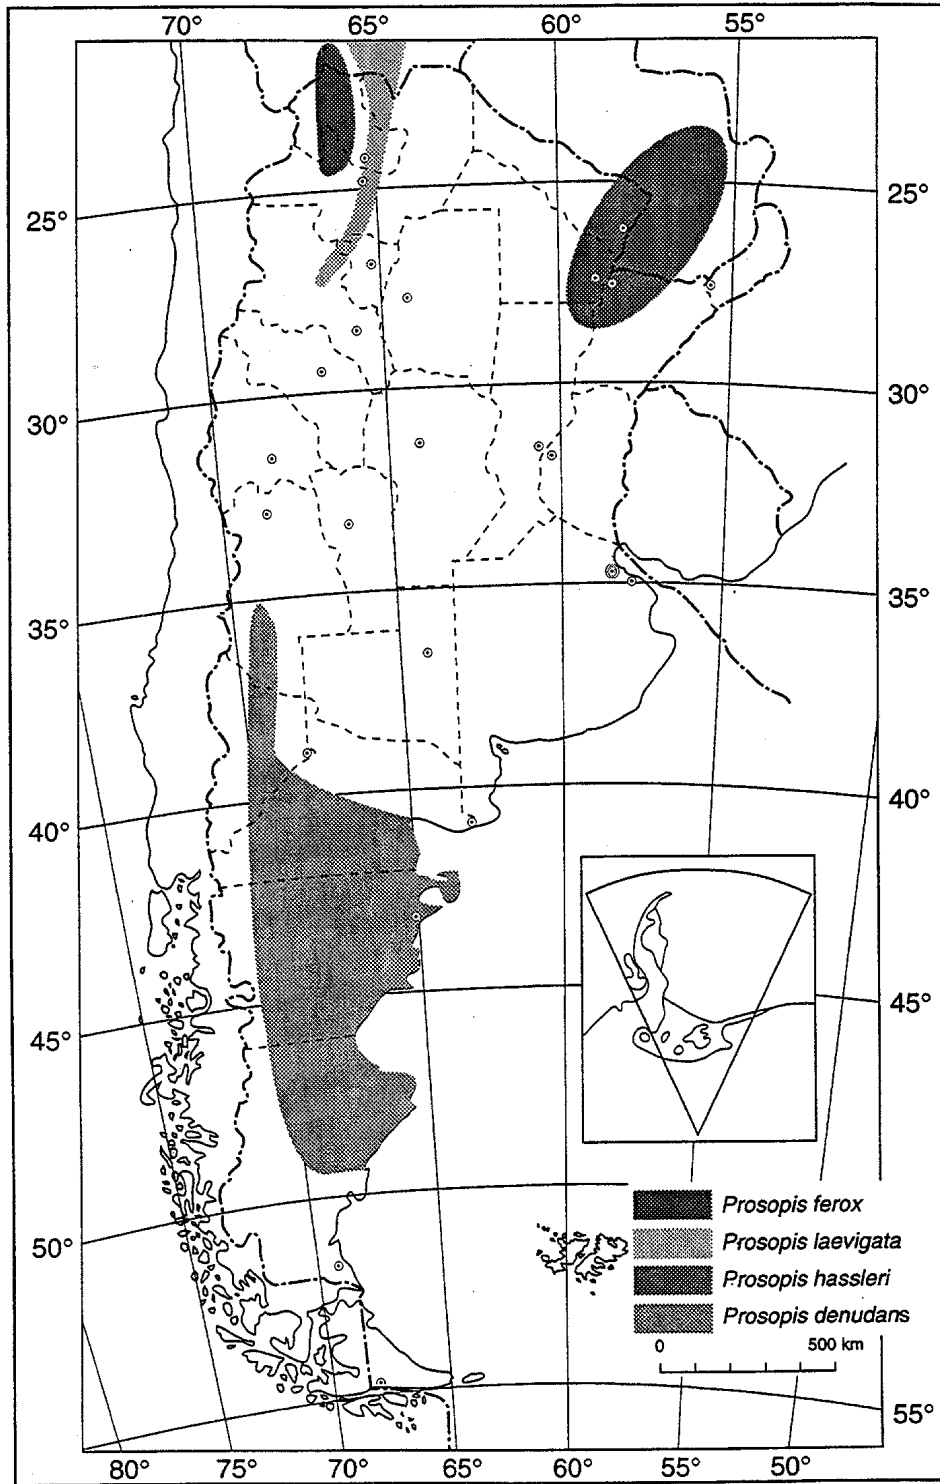 70° 65° 60° 55°
25° 25°
30° 30°
35° 35°
40° 40°
45° 45°
50°
55°
Prosopis ferox
Prosopis laevigata
Prosopis hassleri
Prosopis denudans
0 500 km
80° 75° 70° 65° 60° 55° 50°